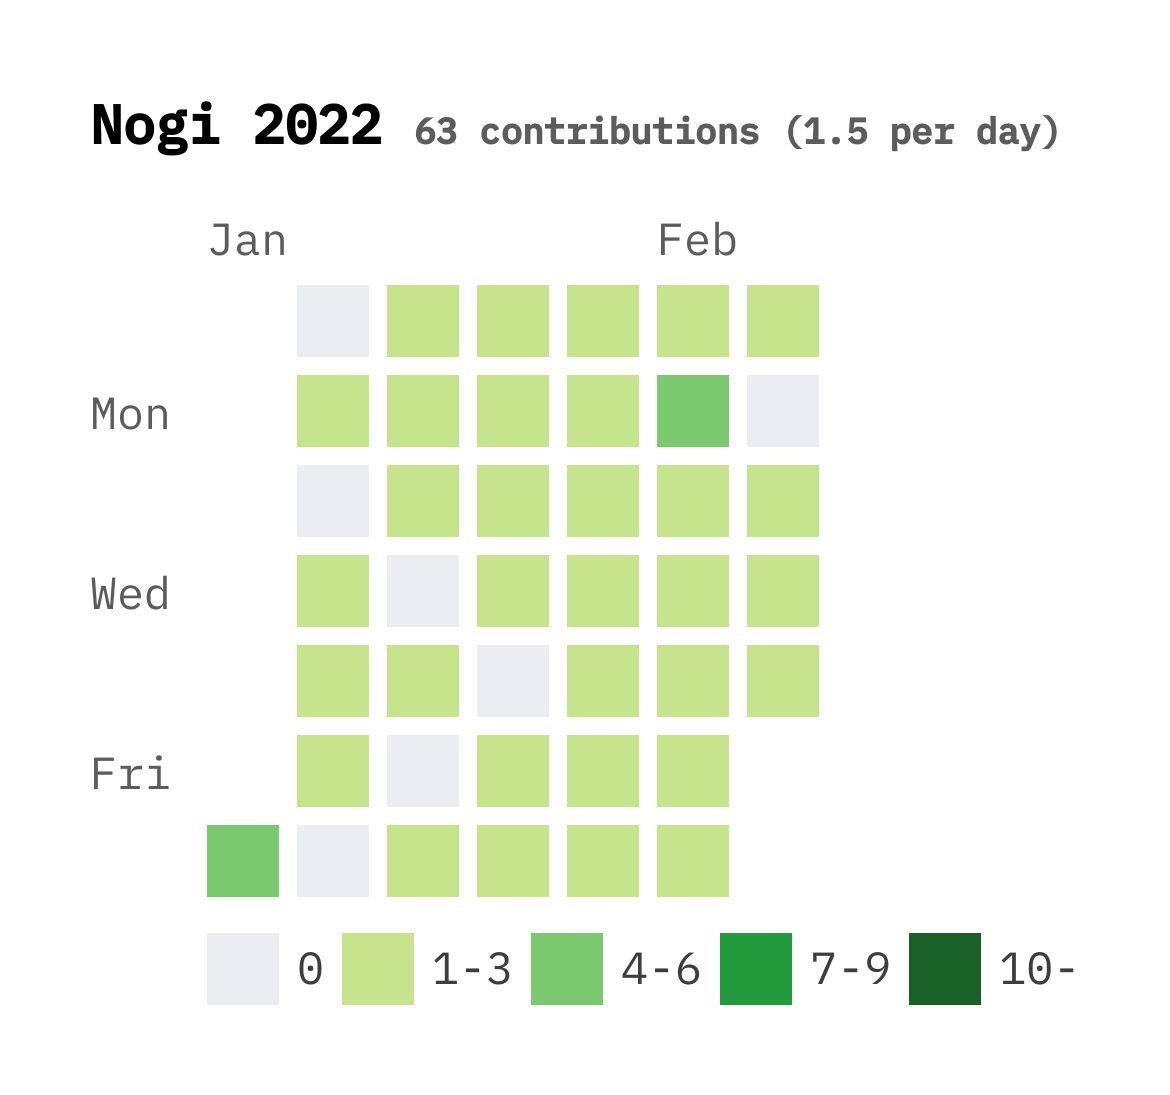 Nogi 2022 63 contributions (1.5 per day)
Jan Feb
Mon
Wed
Fri
0 1-3 4-6 7-9 10-